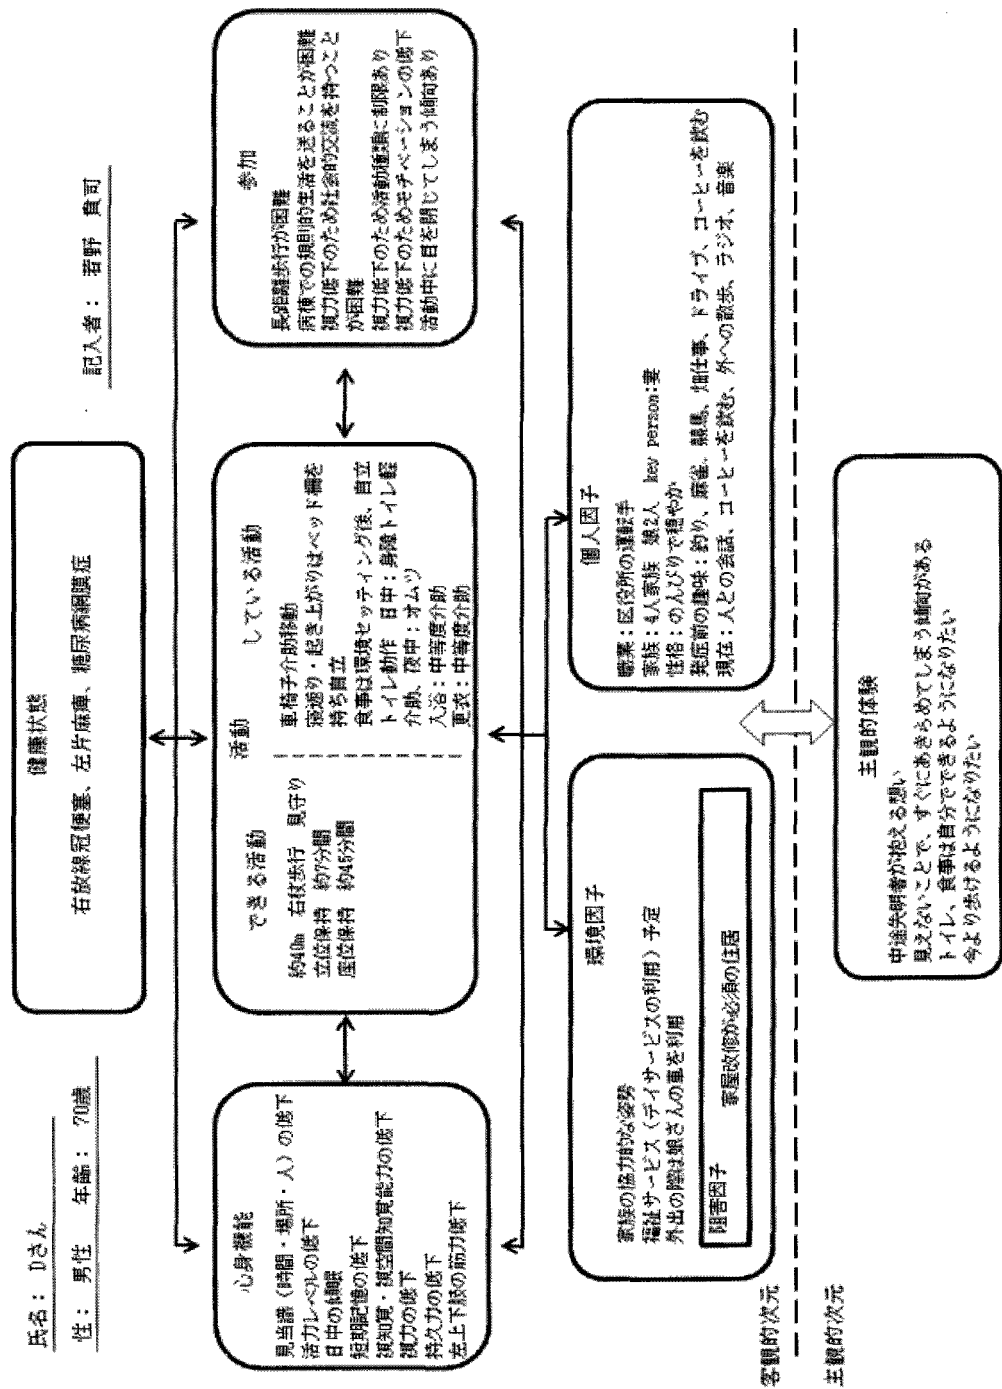 氏名： Dさん
性： 男性 年齢： 70歳
記入者： 若野 貴司
健康状態
右放線冠梗塞、左片麻痺、糖尿病網膜症
心身機能
見当識（時間・場所・人）の低下
活力レベルの低下
日中の傾眠
短期記憶の低下
視知覚・視空間知覚能力の低下
視力の低下
持久力の低下
左上下肢の筋力低下
活動
できる活動
約40m 右杖歩行 見守り
立位保持 約7分間
座位保持 約45分間
している活動
車椅子介助移動
寝返り・起き上がりはベッド柵を
持ち自立
食事は環境セッティング後、自立
トイレ動作 日中：身障トイレ軽
介助、夜中：オムツ
入浴：中等度介助
更衣：中等度介助
参加
長距離歩行が困難
病棟での規則的生活を送ることが困難
視力低下のため社会的交流を持つこと
が困難
視力低下のため活動種類に制限あり
視力低下のためモチベーションの低下
活動中に目を閉じてしまう傾向あり
環境因子
家族の協力的な姿勢
福祉サービス（デイサービスの利用）予定
外出の際は娘さんの車を利用
阻害因子
家屋改修が必須の住居
個人因子
職業：区役所の運転手
家族：4人家族 娘2人 key person:妻
性格：のんびりで穏やか
発症前の趣味：釣り、麻雀、競馬、畑仕事、ドライブ、コーヒーを飲む
現在：人との会話、コーヒーを飲む、外への散歩、ラジオ、音楽
客観的次元
主観的次元
主観的体験
中途失明者が抱える想い
見えないことで、すぐにあきらめてしまう傾向がある
トイレ、食事は自分でできるようになりたい
今より歩けるようになりたい